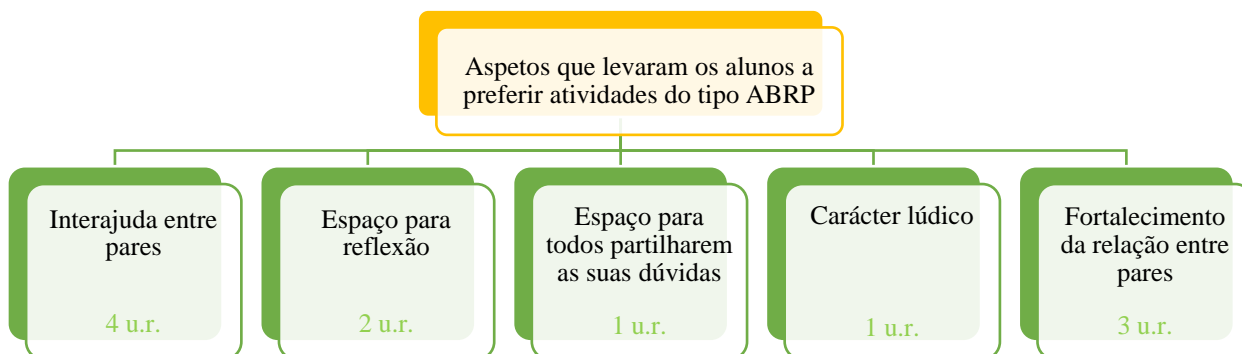 Aspetos que levaram os alunos a
preferir atividades do tipo ABRP
Interajuda entre
pares
4 u.r.
Espaço para
reflexão
2 u.r.
Espaço para
todos partilharem
as suas dúvidas
1 u.r.
Carácter lúdico
1 u.r.
Fortalecimento
da relação entre
pares
3 u.r.